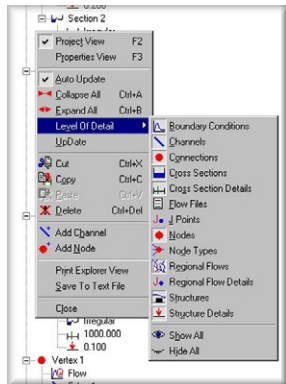 0.200
Section 2
Irregular
Project View F2
Properties View F3
Auto Update
Collapse All Ctrl+A
Expand All Ctrl+B
Level Of Detail
UpDate
Cut Ctrl+X
Copy Ctrl+C
Paste Ctrl+V
Delete Ctrl+Del
Add Channel
Add Node
Print Explorer View
Save To Text File
Close
Boundary Conditions
Channels
Connections
Cross Sections
Cross Section Details
Flow Files
J Points
Nodes
Node Types
Regional Flows
Regional Flow Details
Structures
Structure Details
Show All
Hide All
Irregular
1000.000
0.100
Vertex 1
Flow